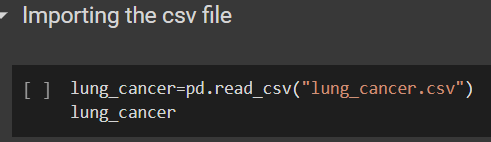 Importing the csv file
[ ] lung_cancer=pd.read_csv("lung_cancer.csv")
lung_cancer